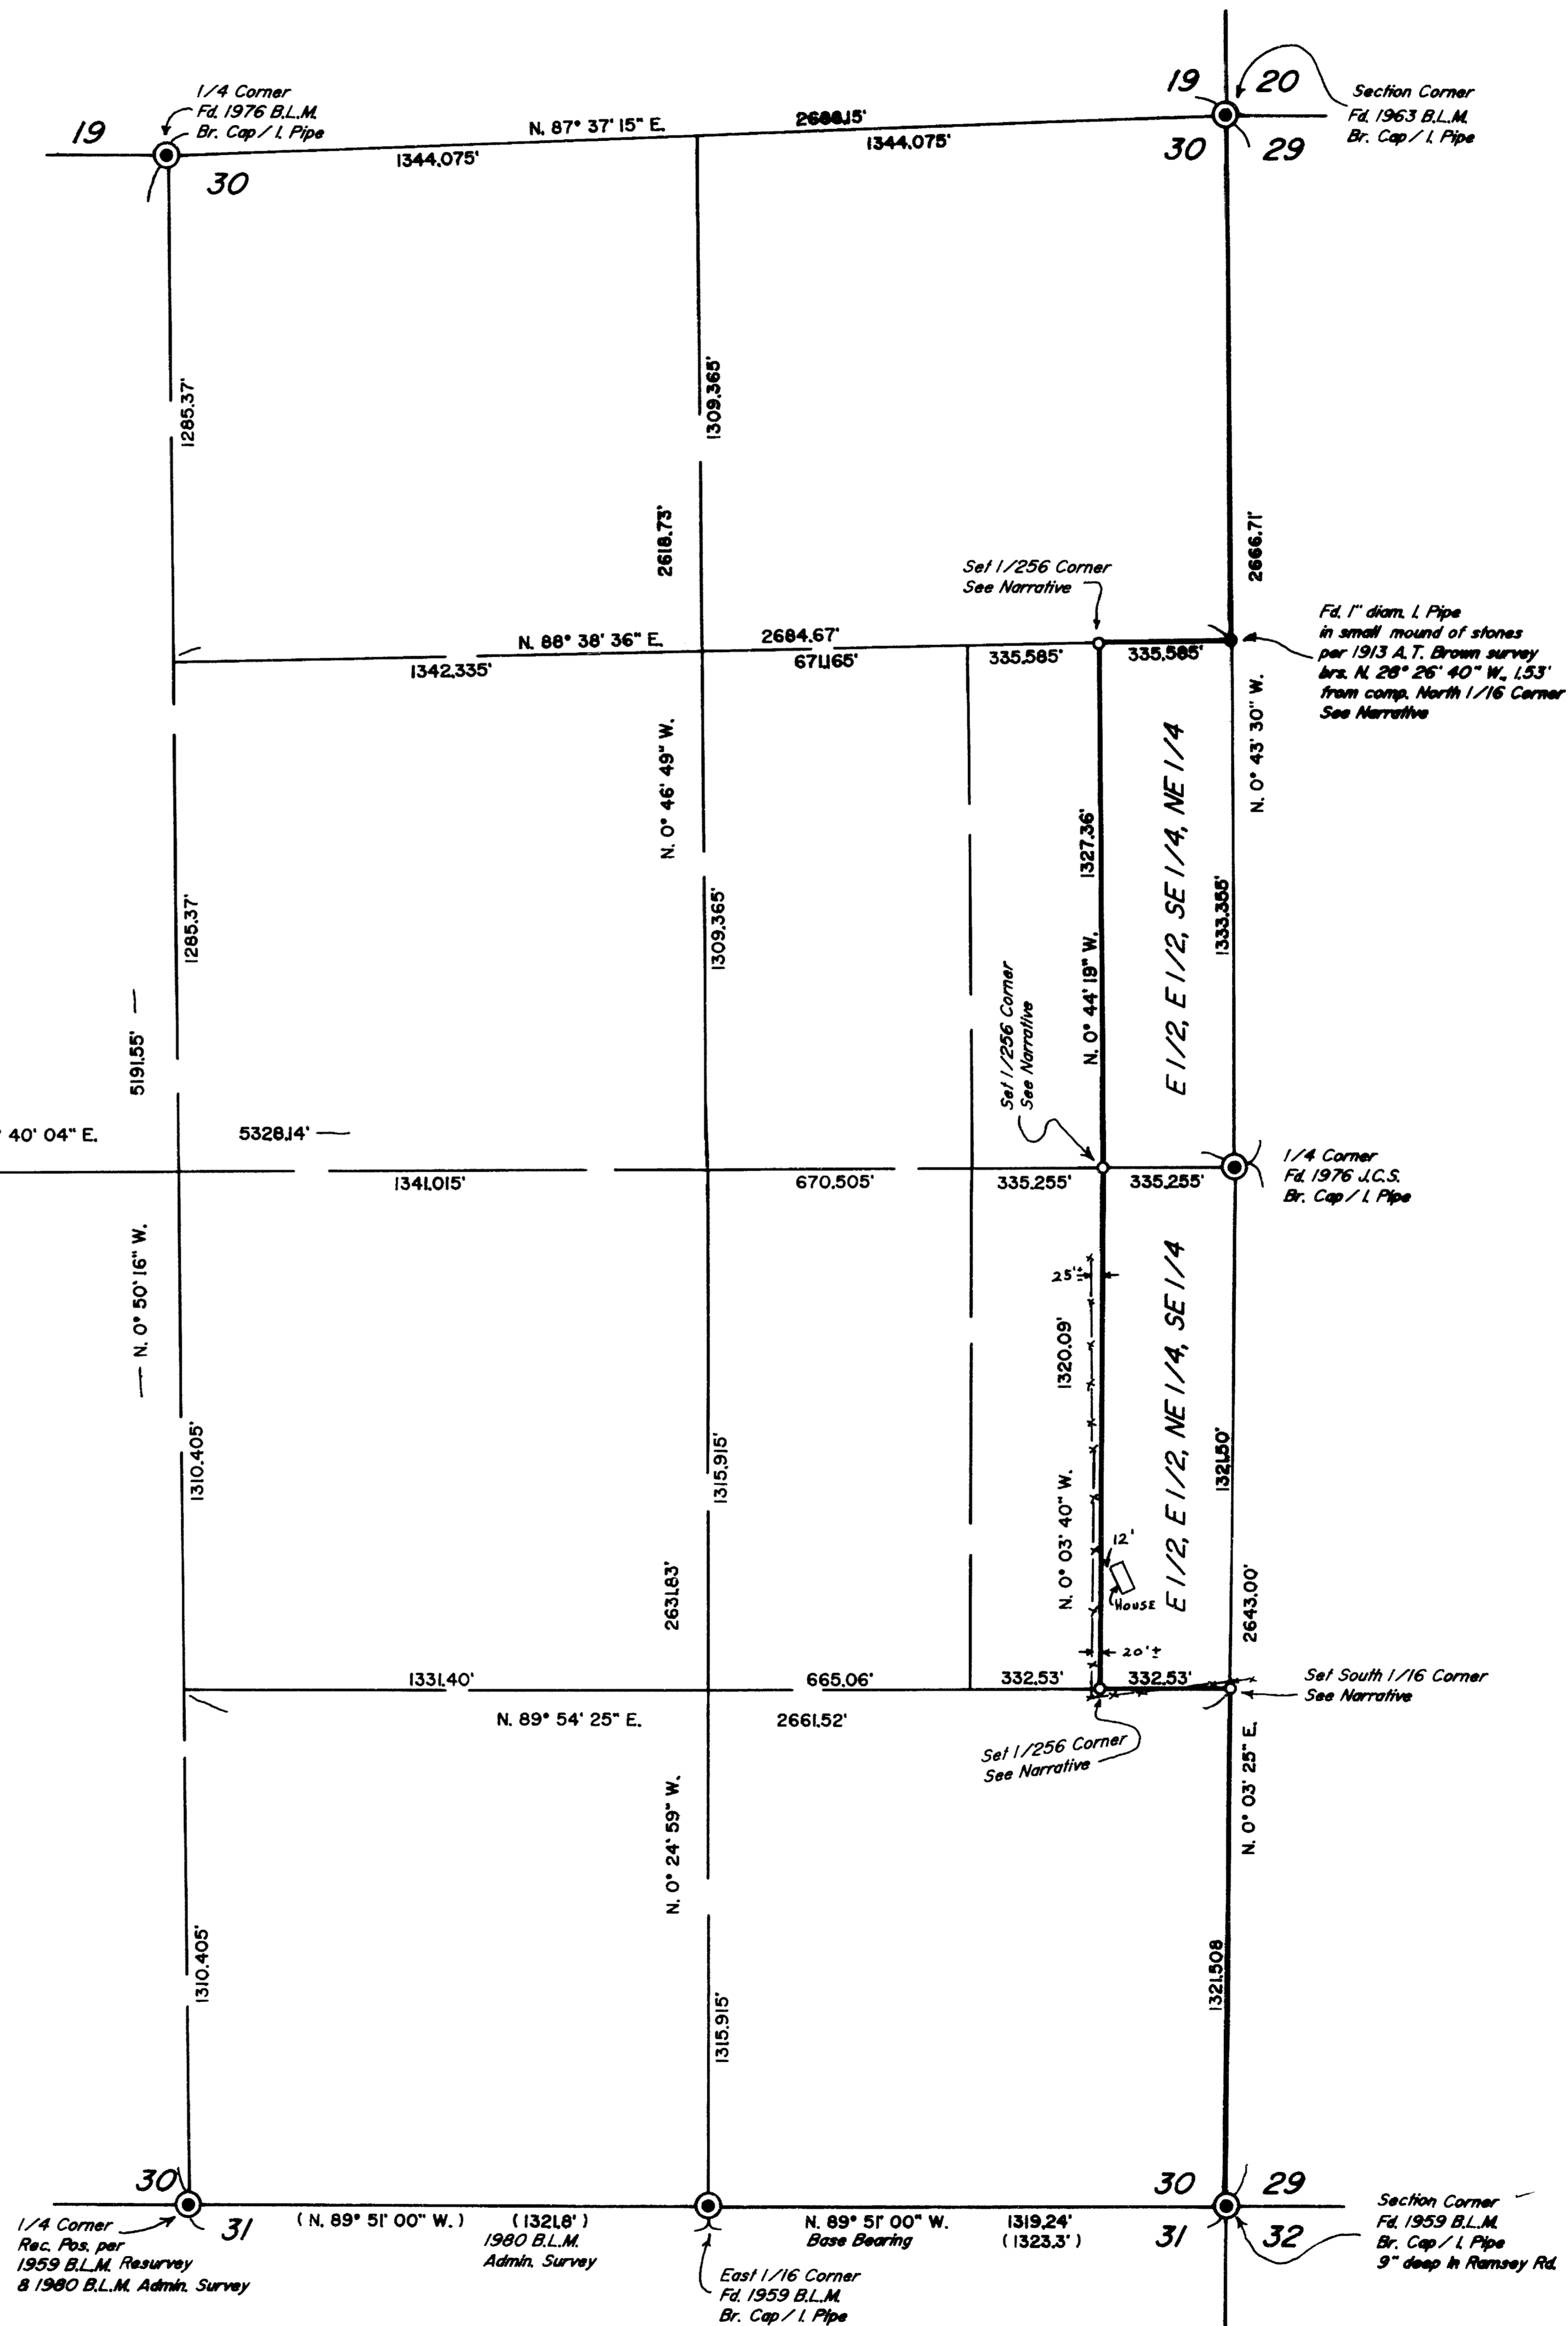 19
1/4 Corner
Fd. 1976 B.L.M.
Br. Cap / I. Pipe
30
N. 87° 37' 15" E.
2688.15'
1344.075'
1344.075'
19
20
30
29
Section Corner
Fd. 1963 B.L.M.
Br. Cap / I. Pipe
1285.37'
1309.365'
2618.73'
2666.71'
Set 1/256 Corner
See Narrative
Fd. 1" diam. I. Pipe
in small mound of stones
per 1913 A.T. Brown survey
brs. N. 28° 26' 40" W., 1.53'
from comp. North 1/16 Corner
See Narrative
N. 88° 38' 36" E.
2684.67'
1342.335'
671.165'
335.585'
335.585'
N. 0° 46' 49" W.
N. 0° 43' 30" W.
1327.36'
E 1/2, E 1/2, SE 1/4, NE 1/4
1285.37'
1309.365'
1333.355'
N. 0° 44' 19" W.
Set 1/256 Corner
See Narrative
5191.55'
° 40' 04" E.
5328.14'
1341.015'
670.505'
335.255'
335.255'
1/4 Corner
Fd. 1976 J.C.S.
Br. Cap / I. Pipe
N. 0° 50' 16" W.
25'±
1320.09'
E 1/2, E 1/2, NE 1/4, SE 1/4
1310.405'
1315.915'
1321.50'
N. 0° 03' 40" W.
12'
HOUSE
2631.83'
2643.00'
20'±
1331.40'
665.06'
332.53'
332.53'
Set South 1/16 Corner
See Narrative
N. 89° 54' 25" E.
2661.52'
Set 1/256 Corner
See Narrative
N. 0° 24' 59" W.
N. 0° 03' 25" E.
1310.405'
1315.915'
1321.508
30
31
1/4 Corner
Rec. Pos. per
1959 B.L.M. Resurvey
& 1980 B.L.M. Admin. Survey
( N. 89° 51' 00" W. )
(1321.8')
1980 B.L.M.
Admin. Survey
East 1/16 Corner
Fd. 1959 B.L.M.
Br. Cap / I. Pipe
N. 89° 51' 00" W.
Base Bearing
1319.24'
( 1323.3' )
30
29
31
32
Section Corner
Fd. 1959 B.L.M.
Br. Cap / I. Pipe
9" deep in Ramsey Rd.